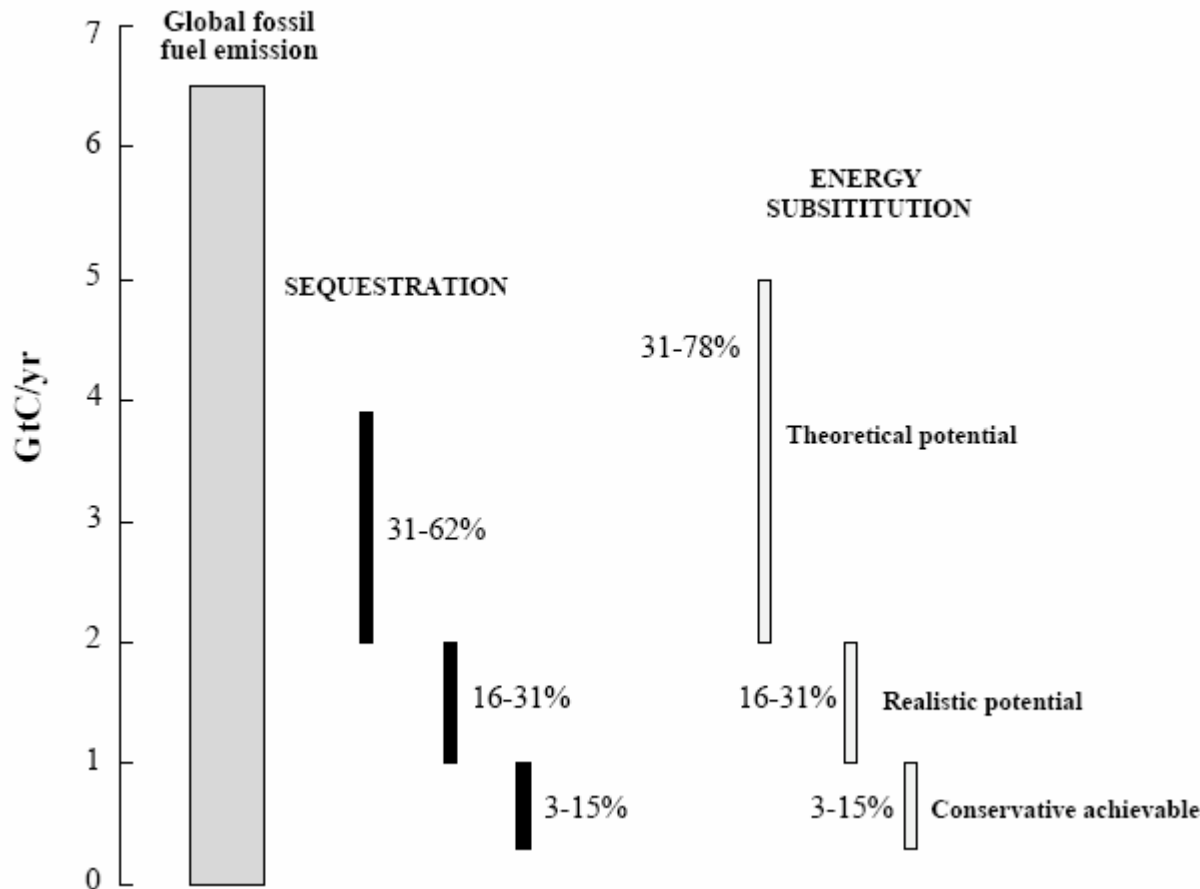 7
Global fossil
fuel emission
6
ENERGY
SUBSITITUTION
5
SEQUESTRATION
31-78%
4
GtC/yr
Theoretical potential
3
31-62%
2
16-31%
16-31%
Realistic potential
1
3-15%
3-15%
Conservative achievable
0